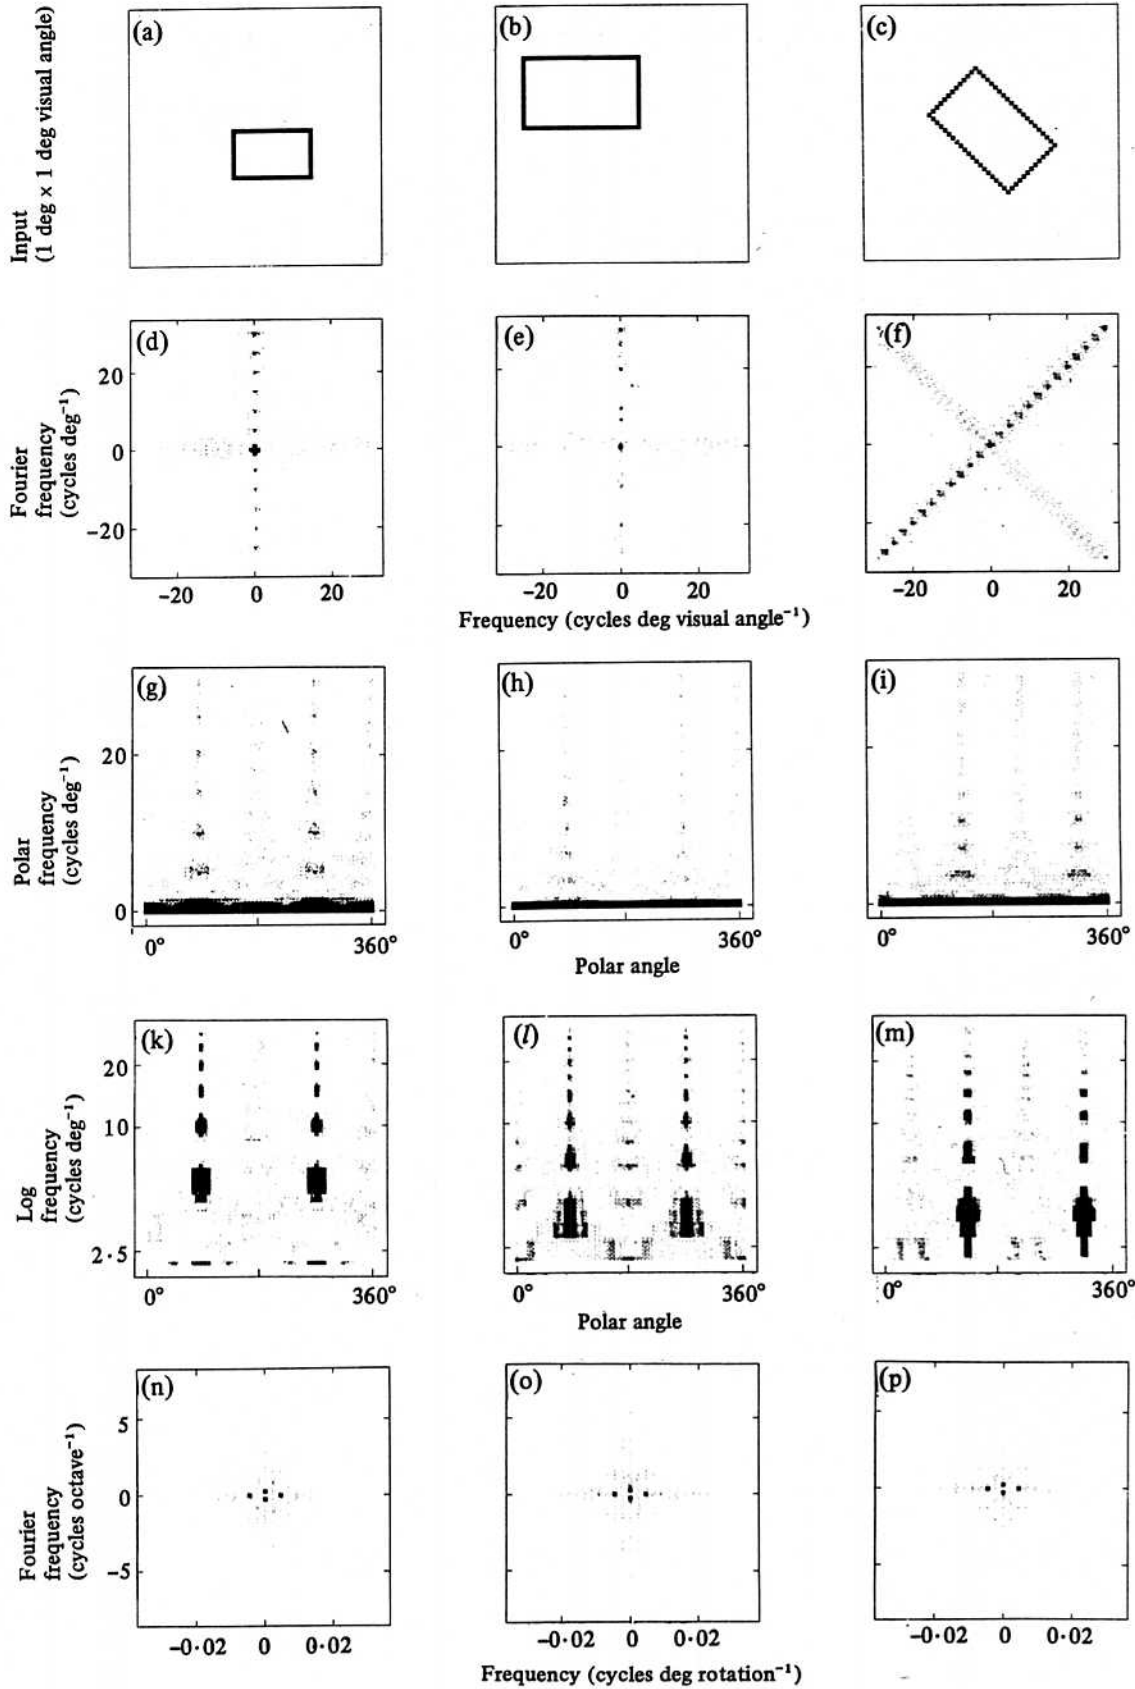 (a)
(b)
(c)
Input
(1 deg x 1 deg visual angle)
(d)
(e)
(f)
Fourier
frequency
(cycles deg⁻¹)
20
0
−20
−20 0 20
−20 0 20
−20 0 20
Frequency (cycles deg visual angle⁻¹)
(g)
(h)
(i)
Polar
frequency
(cycles deg⁻¹)
20
0
0° 360°
0° 360°
0° 360°
Polar angle
(k)
(l)
(m)
Log
frequency
(cycles deg⁻¹)
20
10
2·5
0° 360°
0° 360°
0° 360°
Polar angle
(n)
(o)
(p)
Fourier
frequency
(cycles octave⁻¹)
5
0
−5
−0·02 0 0·02
−0·02 0 0·02
−0·02 0 0·02
Frequency (cycles deg rotation⁻¹)